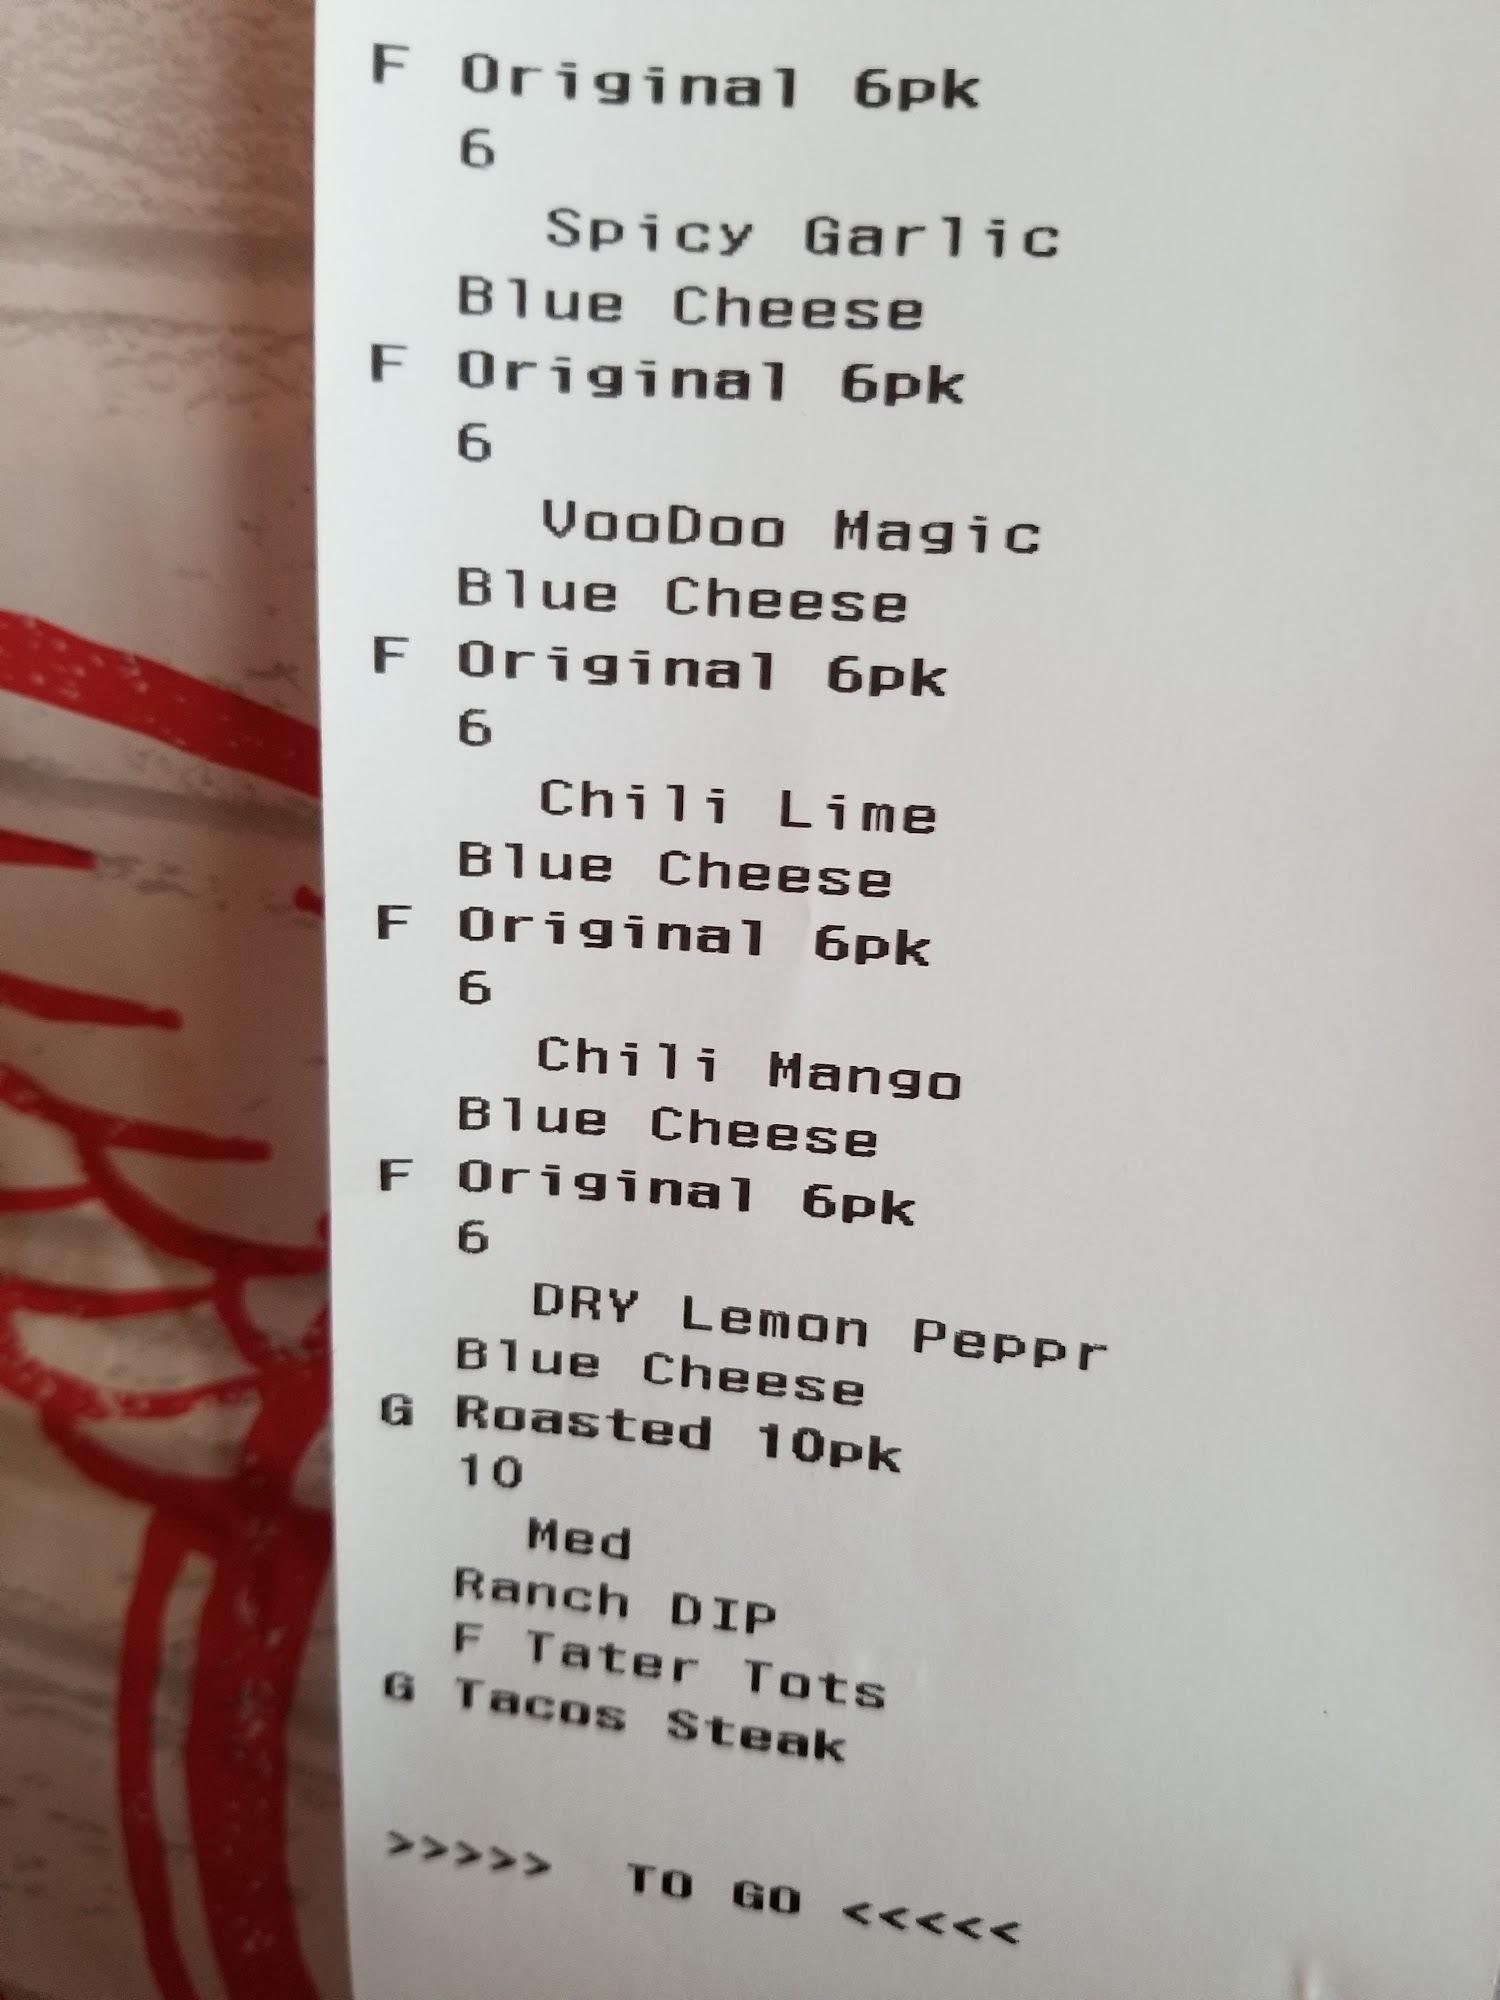 F Original 6pk
6
Spicy Garlic
Blue Cheese
F Original 6pk
6
VooDoo Magic
Blue Cheese
F Original 6pk
6
Chili Lime
Blue Cheese
F Original 6pk
6
Chili Mango
Blue Cheese
F Original 6pk
6
DRY Lemon Peppr
Blue Cheese
G Roasted 10pk
10
Med
Ranch DIP
F Tater Tots
G Tacos Steak
>>>>> TO GO <<<<<